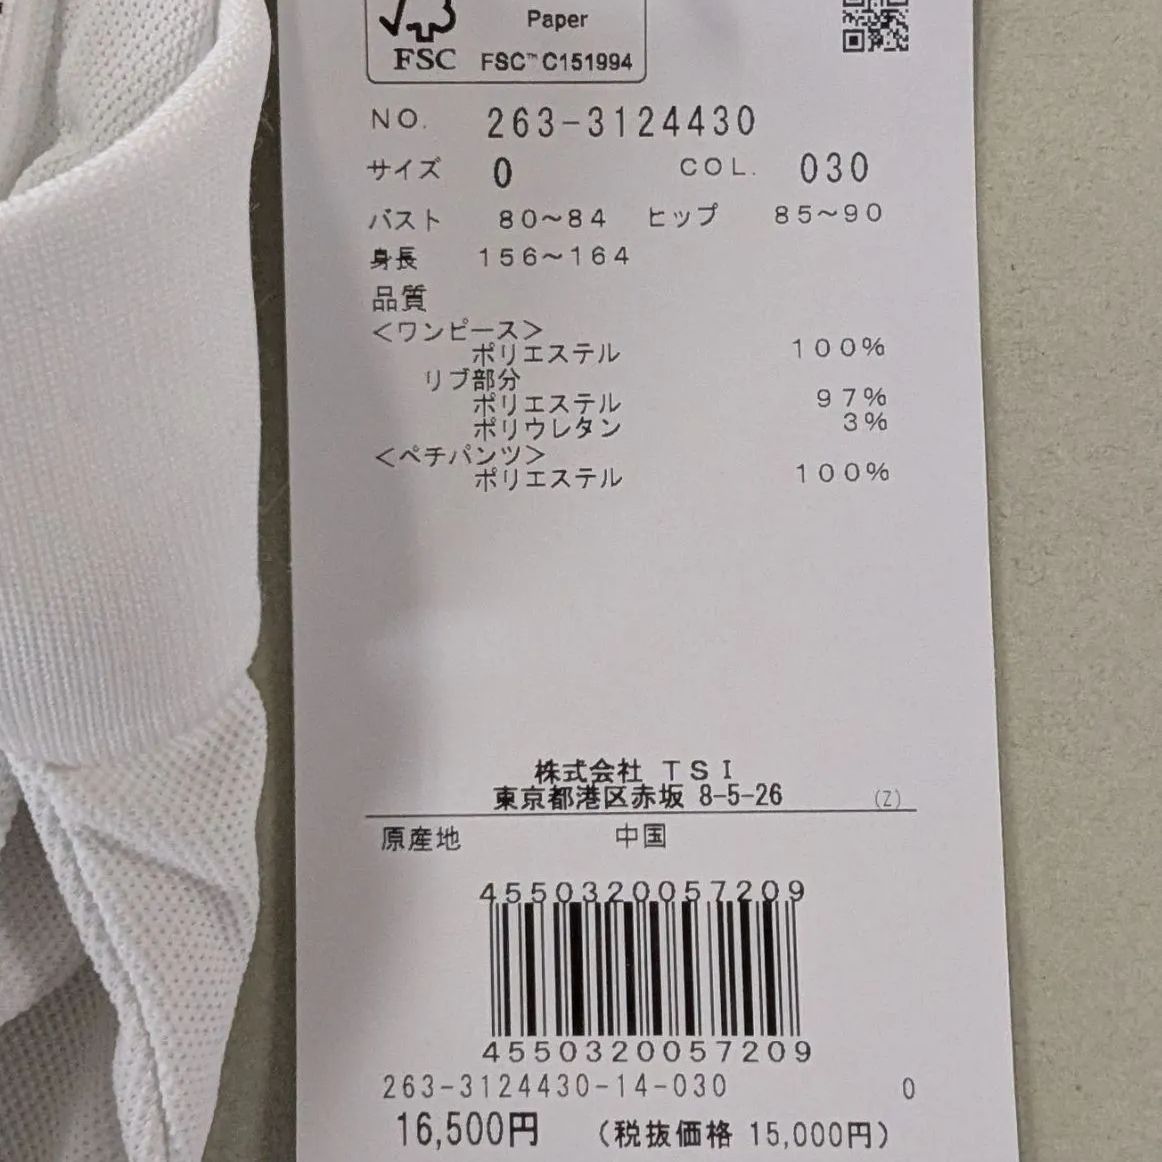 Paper
FSC FSC™ C151994
NO. 263-3124430
サイズ 0 COL. 030
バスト 80～84 ヒップ 85～90
身長 156～164
品質
＜ワンピース＞
ポリエステル 100%
リブ部分
ポリエステル 97%
ポリウレタン 3%
＜ペチパンツ＞
ポリエステル 100%
株式会社 TSI
東京都港区赤坂 8-5-26 (Z)
原産地 中国
4550320057209
4550320057209
263-3124430-14-030 0
16,500円 （税抜価格 15,000円）